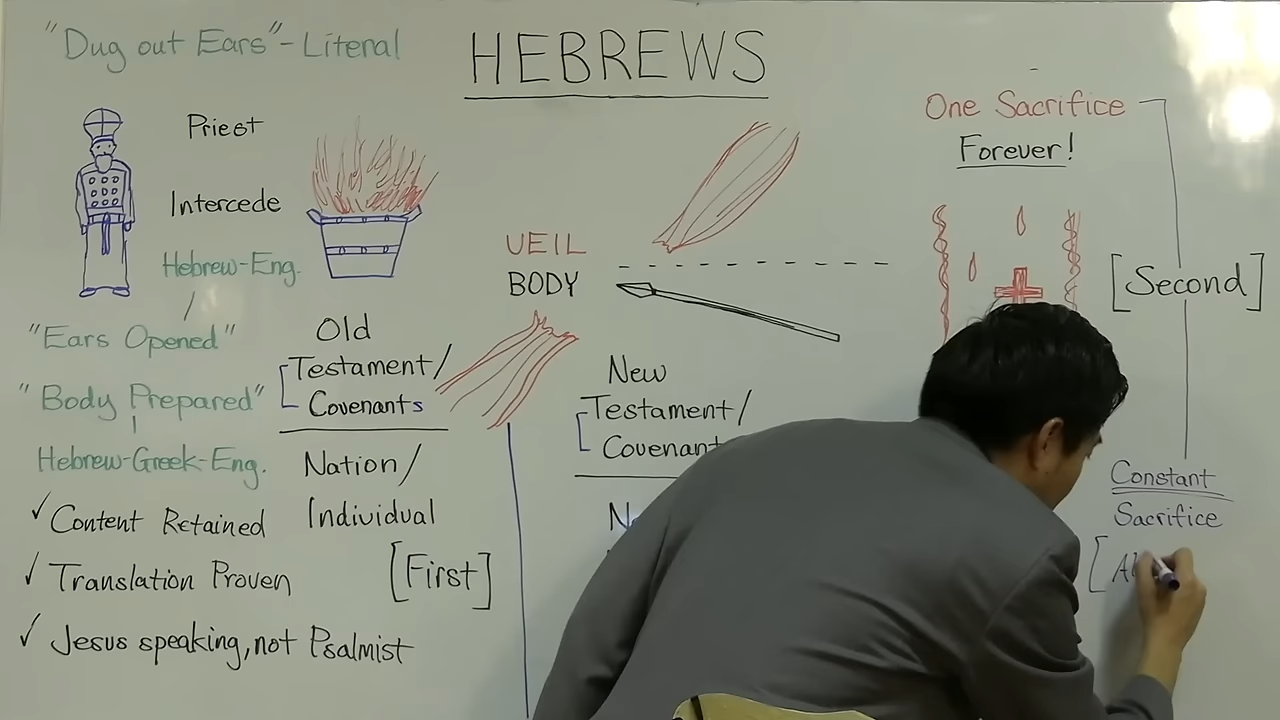 "Dug out Ears"-Literal
HEBREWS
Priest
Intercede
Hebrew-Eng.
"Ears Opened"
"Body Prepared"
Hebrew-Greek-Eng.
✓ Content Retained
✓ Translation Proven
✓ Jesus speaking, not Psalmist
Old
[Testament/
Covenants
Nation/
Individual
[First]
VEIL
BODY
New
[Testament/
Covenant
One Sacrifice
Forever!
[Second]
Constant
Sacrifice